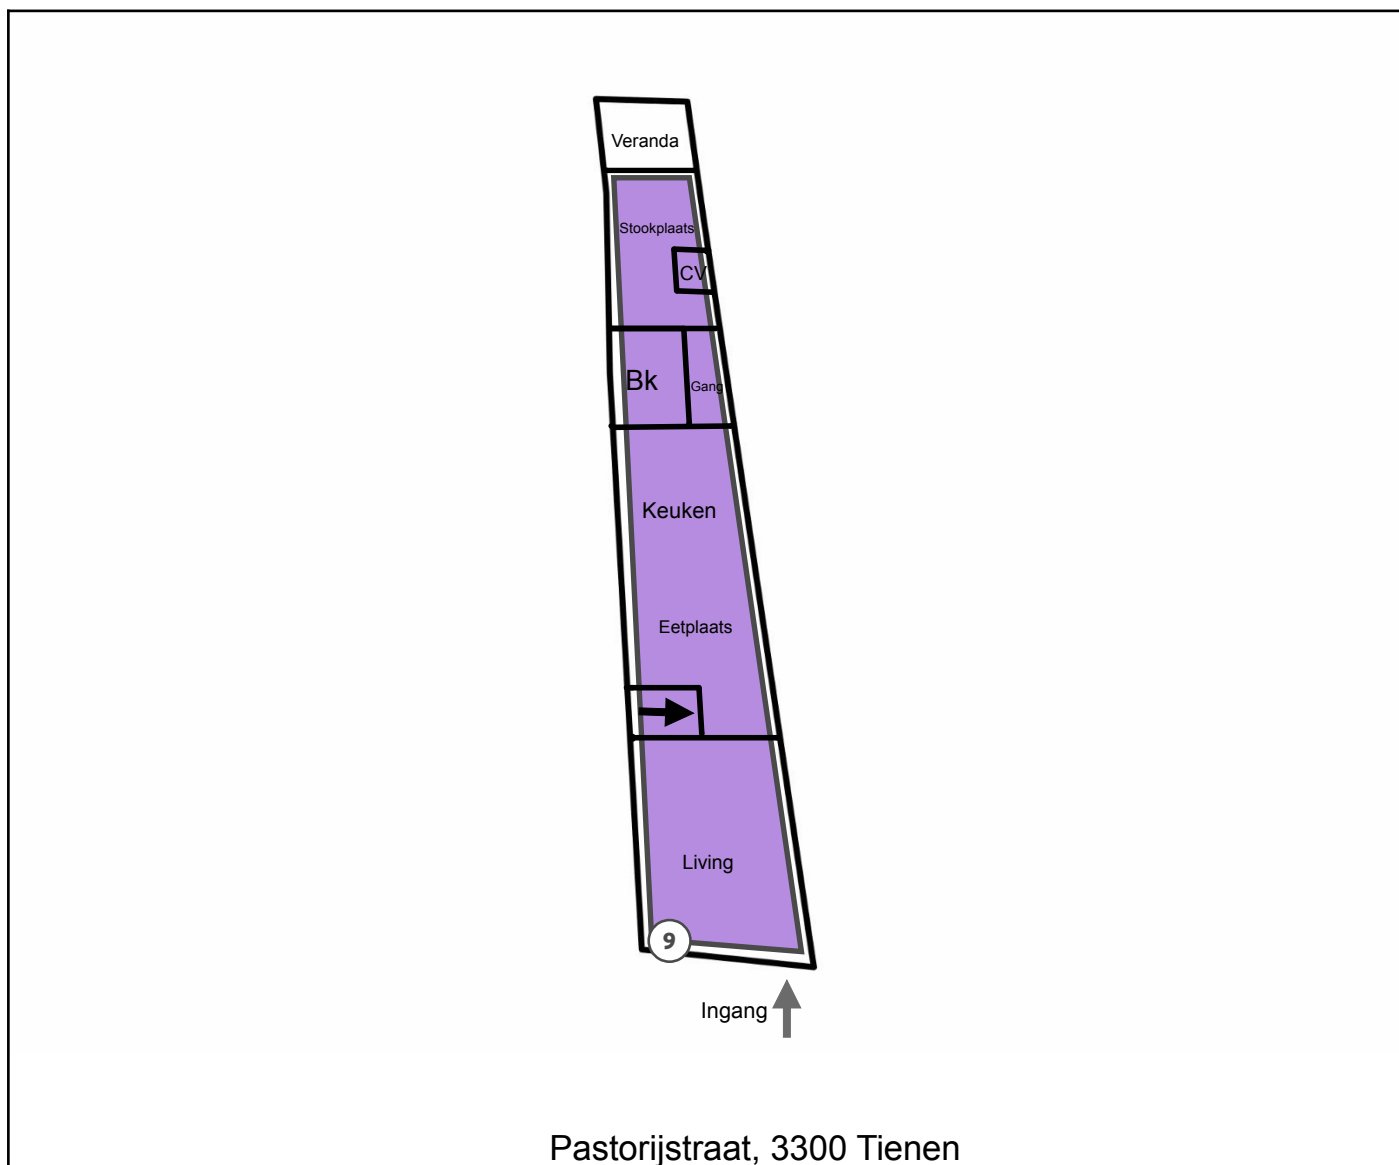 Veranda
Stookplaats
CV
Bk
Gang
Keuken
Eetplaats
Living
9
Ingang
Pastorijstraat, 3300 Tienen